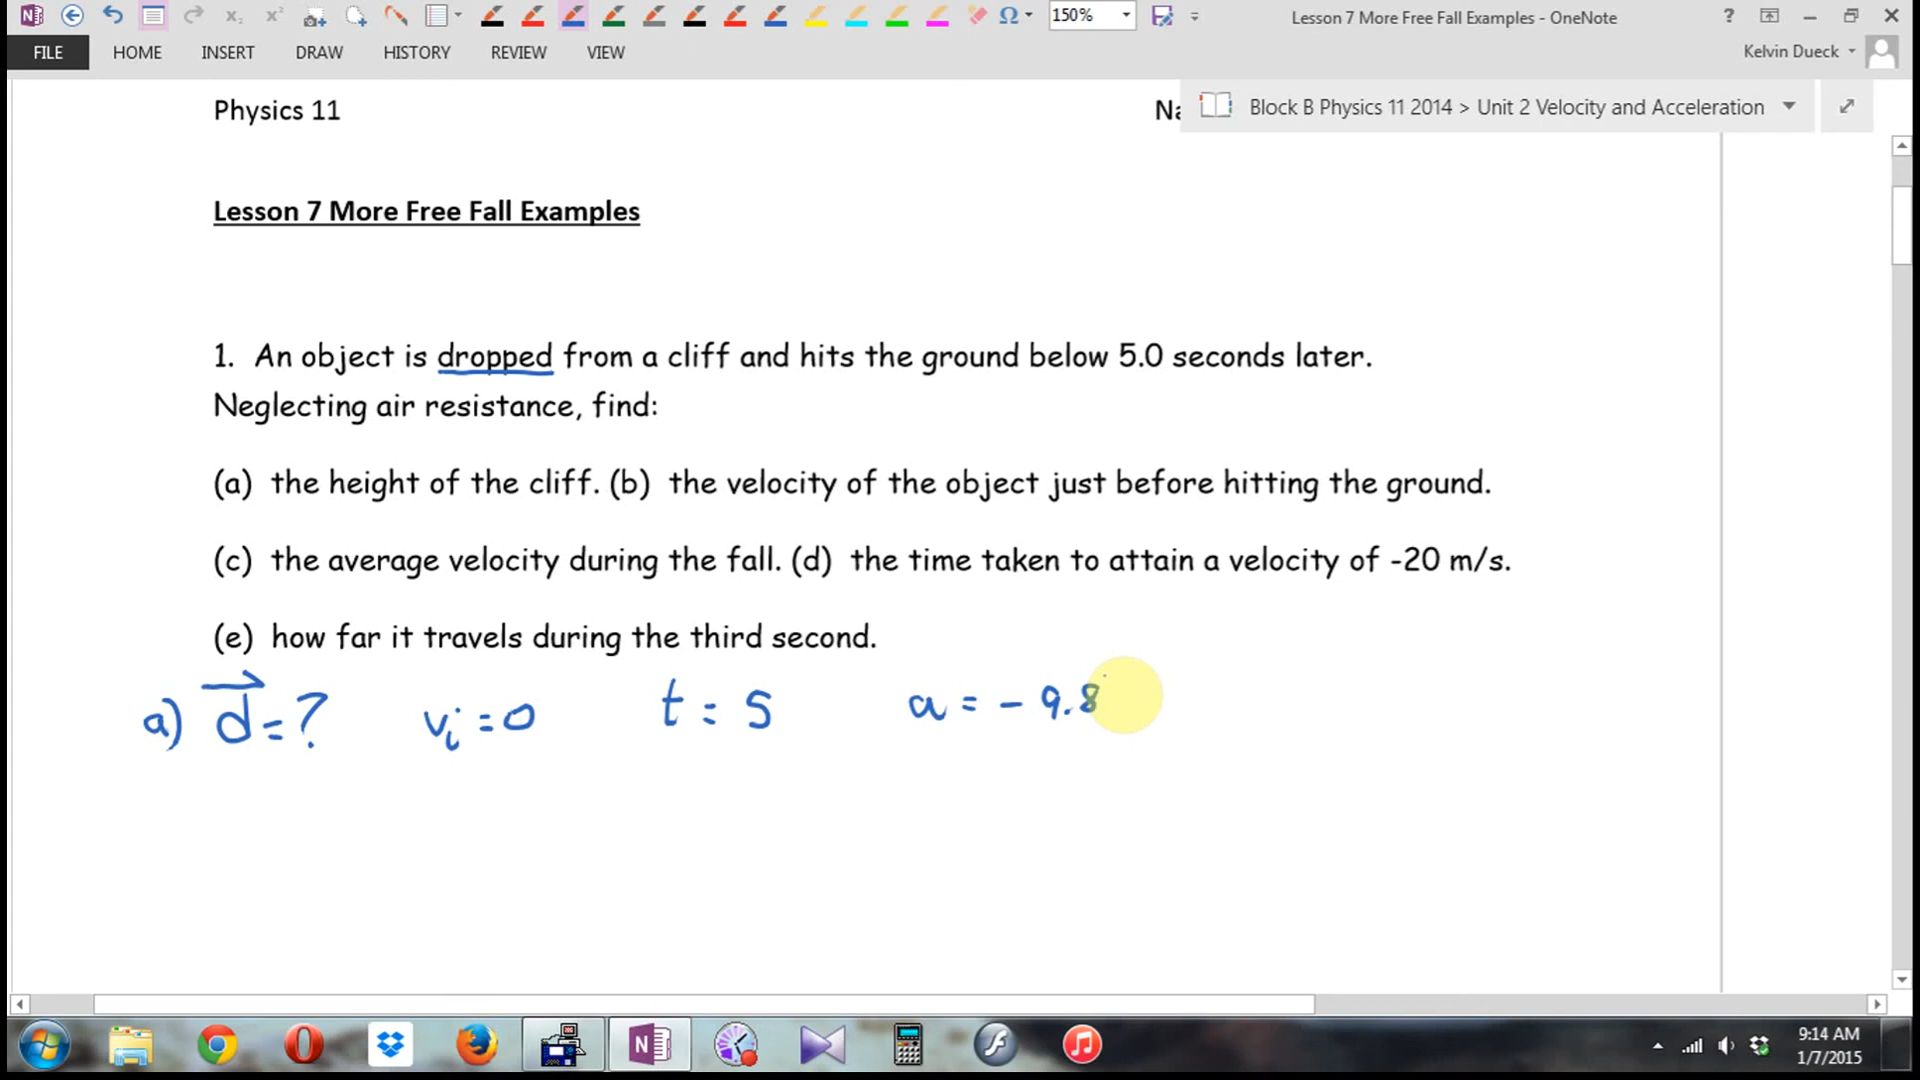 150%
Lesson 7 More Free Fall Examples - OneNote
FILE HOME INSERT DRAW HISTORY REVIEW VIEW
Kelvin Dueck
Physics 11
Na
Block B Physics 11 2014 > Unit 2 Velocity and Acceleration
Lesson 7 More Free Fall Examples
1. An object is dropped from a cliff and hits the ground below 5.0 seconds later.
Neglecting air resistance, find:
(a) the height of the cliff. (b) the velocity of the object just before hitting the ground.
(c) the average velocity during the fall. (d) the time taken to attain a velocity of -20 m/s.
(e) how far it travels during the third second.
a) d⃗ = ? vᵢ = 0 t = 5 a = - 9.8
9:14 AM
1/7/2015